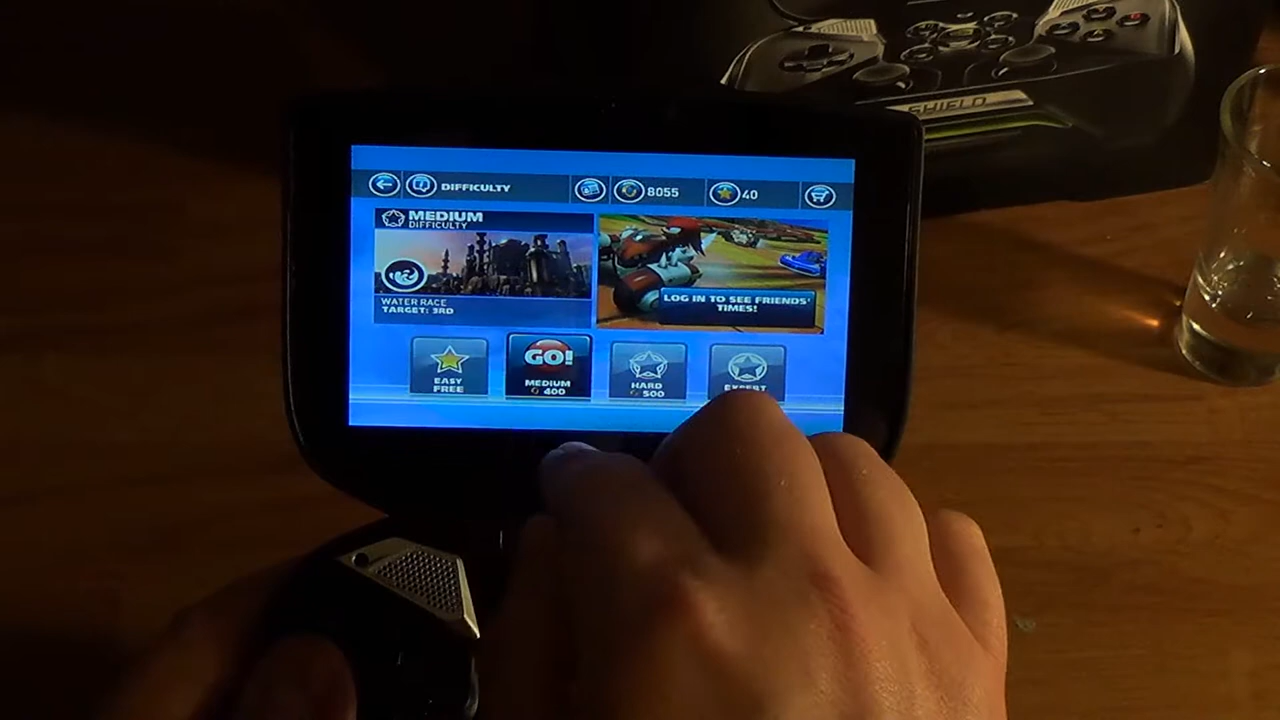 SHIELD
DIFFICULTY
8055
40
MEDIUM
DIFFICULTY
WATER RACE
TARGET: 3RD
LOG IN TO SEE FRIENDS'
TIMES!
EASY
FREE
GO!
MEDIUM
400
HARD
500
EXPERT